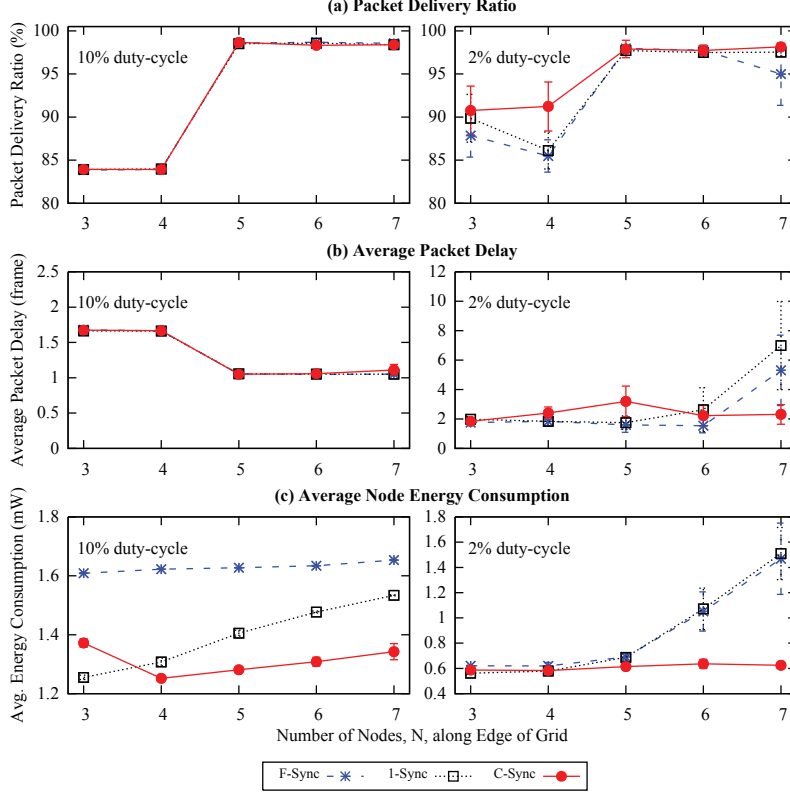 (a) Packet Delivery Ratio
Packet Delivery Ratio (%)
100
95
90
85
80
10% duty-cycle
3 4 5 6 7
100
95
90
85
80
2% duty-cycle
3 4 5 6 7
(b) Average Packet Delay
Average Packet Delay (frame)
2.5
2
1.5
1
0.5
0
10% duty-cycle
3 4 5 6 7
12
10
8
6
4
2
0
2% duty-cycle
3 4 5 6 7
(c) Average Node Energy Consumption
Avg. Energy Consumption (mW)
1.8
1.6
1.4
1.2
10% duty-cycle
3 4 5 6 7
1.8
1.6
1.4
1.2
1
0.8
0.6
0.4
2% duty-cycle
3 4 5 6 7
Number of Nodes, N, along Edge of Grid
F-Sync 1-Sync C-Sync